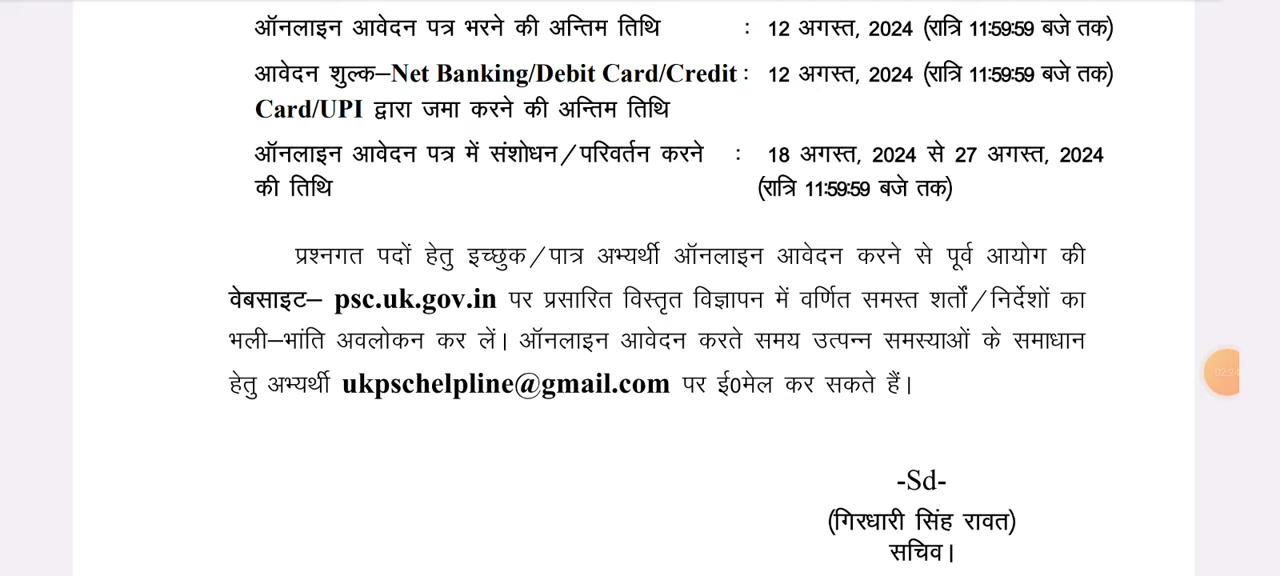 ऑनलाइन आवेदन पत्र भरने की अन्तिम तिथि : 12 अगस्त, 2024 (रात्रि 11:59:59 बजे तक)
आवेदन शुल्क–Net Banking/Debit Card/Credit : 12 अगस्त, 2024 (रात्रि 11:59:59 बजे तक)
Card/UPI द्वारा जमा करने की अन्तिम तिथि
ऑनलाइन आवेदन पत्र में संशोधन/परिवर्तन करने : 18 अगस्त, 2024 से 27 अगस्त, 2024
की तिथि (रात्रि 11:59:59 बजे तक)
प्रश्नगत पदों हेतु इच्छुक/पात्र अभ्यर्थी ऑनलाइन आवेदन करने से पूर्व आयोग की
वेबसाइट– psc.uk.gov.in पर प्रसारित विस्तृत विज्ञापन में वर्णित समस्त शर्तों/निर्देशों का
भली–भांति अवलोकन कर लें। ऑनलाइन आवेदन करते समय उत्पन्न समस्याओं के समाधान
हेतु अभ्यर्थी ukpschelpline@gmail.com पर ई0मेल कर सकते हैं।
02:24
-Sd-
(गिरधारी सिंह रावत)
सचिव।